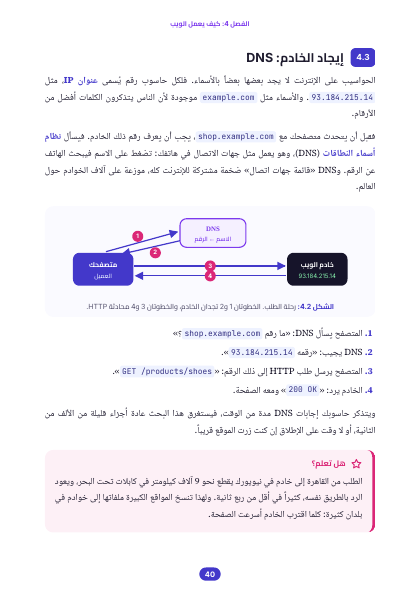 الفصل 4: كيف يعمل الويب
4.3 إيجاد الخادم: DNS
الحواسيب على الإنترنت لا يجد بعضها بعضاً بالأسماء. فلكل حاسوب رقم يُسمى عنوان IP، مثل
93.184.215.14 . والأسماء مثل example.com موجودة لأن الناس يتذكرون الكلمات أفضل من
الأرقام.
فقبل أن يتحدث متصفحك مع shop.example.com ، يجب أن يعرف رقم ذلك الخادم. فيسأل نظام
أسماء النطاقات (DNS)، وهو يعمل مثل جهات الاتصال في هاتفك: تضغط على الاسم فيبحث الهاتف
عن الرقم. وDNS «قائمة جهات اتصال» ضخمة مشتركة للإنترنت كله، موزعة على آلاف الخوادم حول
العالم.
DNS
الاسم ← الرقم
1
2
متصفحك
العميل
3
4
خادم الويب
93.184.215.14
الشكل 4.2: رحلة الطلب. الخطوتان 1 و2 تجدان الخادم، والخطوتان 3 و4 محادثة HTTP.
1. المتصفح يسأل DNS: «ما رقم shop.example.com ؟»
2. DNS يجيب: «رقمه 93.184.215.14 ».
3. المتصفح يرسل طلب HTTP إلى ذلك الرقم: « GET /products/shoes ».
4. الخادم يرد: « 200 OK » ومعه الصفحة.
ويتذكر حاسوبك إجابات DNS مدة من الوقت، فيستغرق هذا البحث عادة أجزاء قليلة من الألف من
الثانية، أو لا وقت على الإطلاق إن كنت زرت الموقع قريباً.
هل تعلم؟
الطلب من القاهرة إلى خادم في نيويورك يقطع نحو 9 آلاف كيلومتر في كابلات تحت البحر، ويعود
الرد بالطريق نفسه، كثيراً في أقل من ربع ثانية. ولهذا تنسخ المواقع الكبيرة ملفاتها إلى خوادم في
بلدان كثيرة: كلما اقترب الخادم أسرعت الصفحة.
40